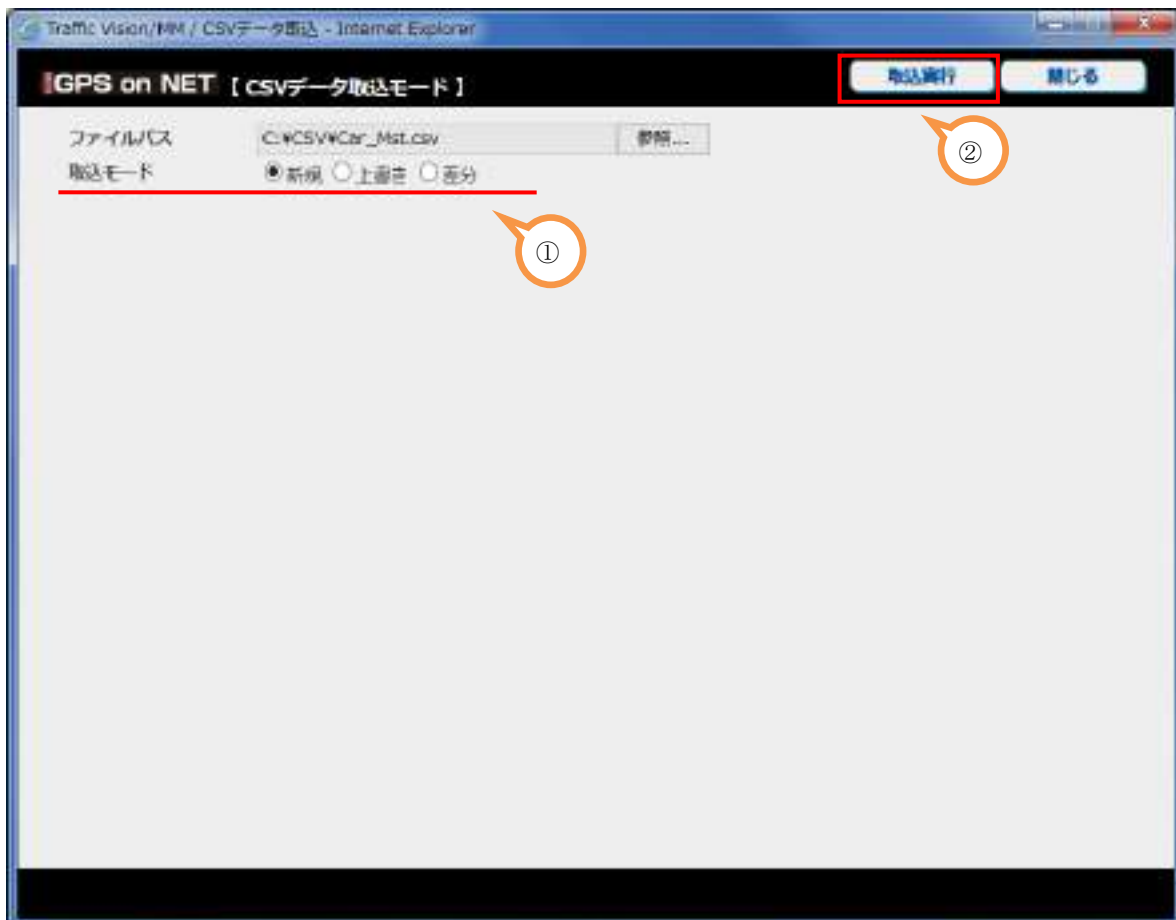 Traffic Vision/MM / CSVデータ取込 - Internet Explorer
GPS on NET [ CSVデータ取込モード ]
取込実行
閉じる
ファイルパス
C:¥CSV¥Car_Mst.csv
参照...
②
取込モード
新規 上書き 差分
①